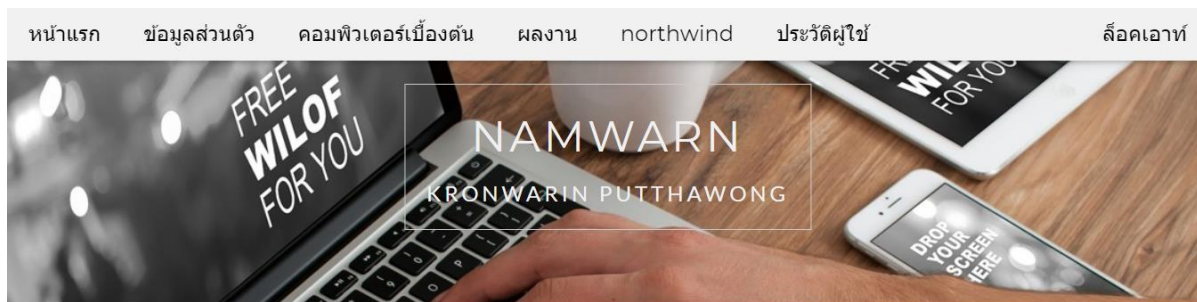 หน้าแรก ข้อมูลส่วนตัว คอมพิวเตอร์เบื้องต้น ผลงาน northwind ประวัติผู้ใช้ ล็อคเอาท์
FREE
WILOF
FOR YOU
NAMWARN
KRONWARIN PUTTHAWONG
FREE
FOR YOU
DROP
YOUR
SCREEN
HERE